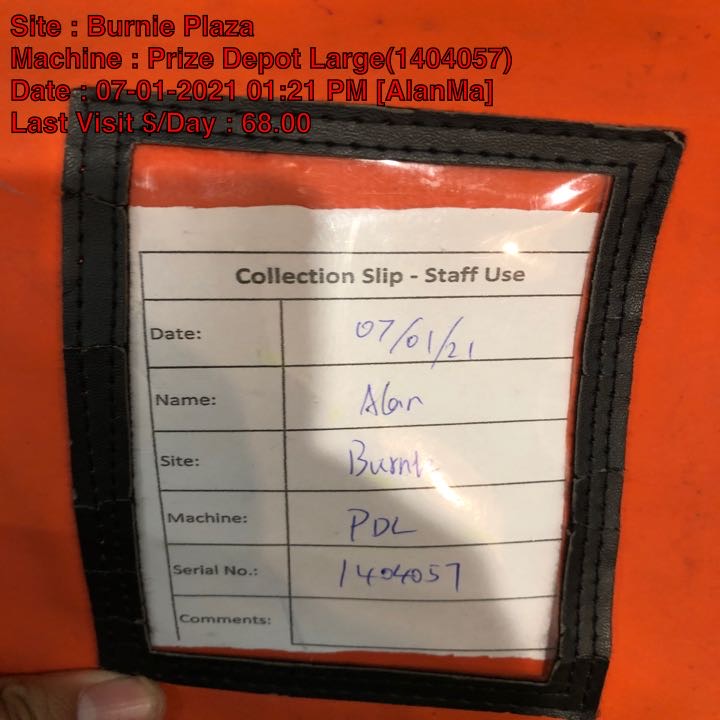 Site : Burnie Plaza
Machine : Prize Depot Large(1404057)
Date : 07-01-2021 01:21 PM [AlanMa]
Last Visit $/Day : 68.00
Collection Slip - Staff Use
Date: 07/01/21
Name: Alan
Site: Burnie
Machine: PDL
Serial No.: 1404057
Comments: